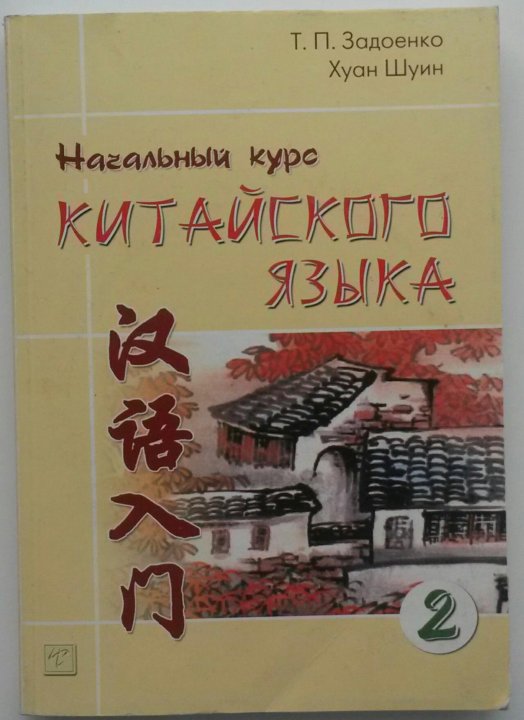 Т. П. Задоенко
Хуан Шуин
Начальный курс
КИТАЙСКОГО
ЯЗЫКА
汉语入门
2